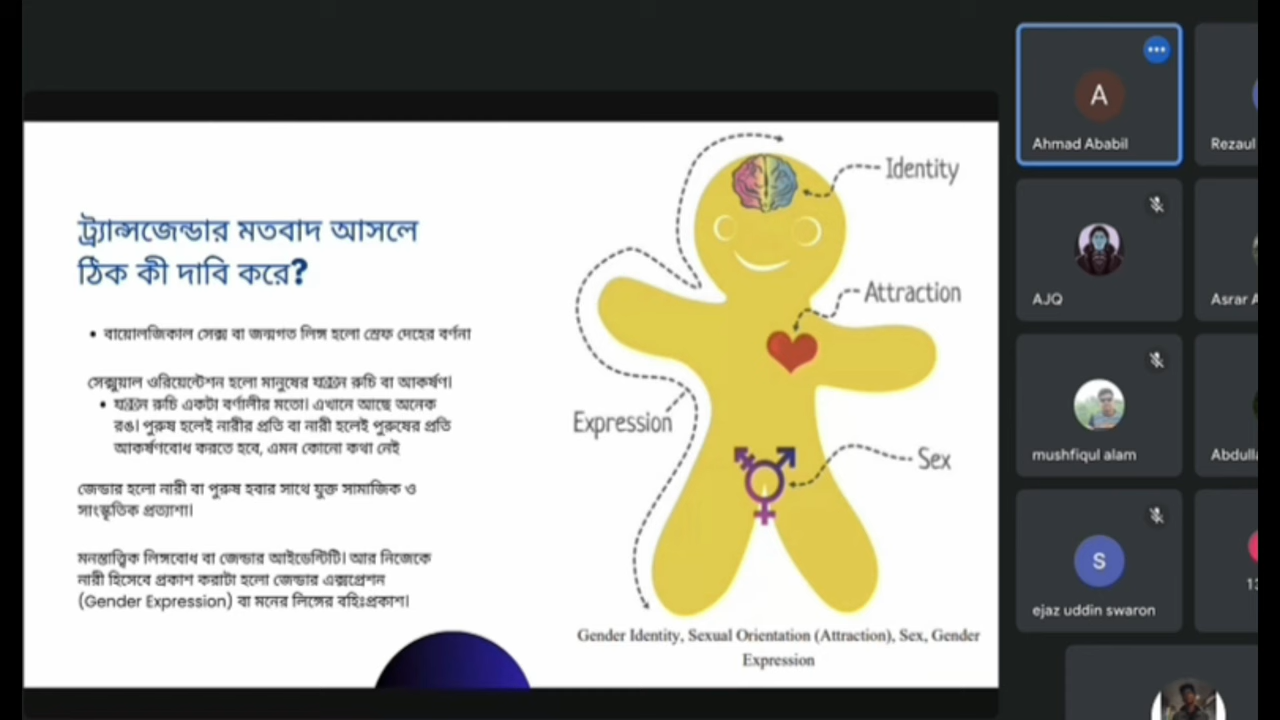 ট্র্যান্সজেন্ডার মতবাদ আসলে
ঠিক কী দাবি করে?
• বায়োলজিকাল সেক্স বা জন্মগত লিঙ্গ হলো স্রেফ দেহের বর্ণনা
সেক্সুয়াল ওরিয়েন্টেশন হলো মানুষের রুচি বা আকর্ষণ।
• রুচি একটা বর্ণালীর মতো। এখানে আছে অনেক
রঙ। পুরুষ হলেই নারীর প্রতি বা নারী হলেই পুরুষের প্রতি
আকর্ষণবোধ করতে হবে, এমন কোনো কথা নেই
জেন্ডার হলো নারী বা পুরুষ হবার সাথে যুক্ত সামাজিক ও
সাংস্কৃতিক প্রত্যাশা।
মনস্তাত্ত্বিক লিঙ্গবোধ বা জেন্ডার আইডেন্টিটি। আর নিজেকে
নারী হিসেবে প্রকাশ করাটা হলো জেন্ডার এক্সপ্রেশন
(Gender Expression) বা মনের লিঙ্গের বহিঃপ্রকাশ।
Identity
Attraction
Expression
Sex
Gender Identity, Sexual Orientation (Attraction), Sex, Gender
Expression
A
Ahmad Ababil
Rezaul
AJQ
Asrar A
mushfiqul alam
Abdulla
S
ejaz uddin swaron